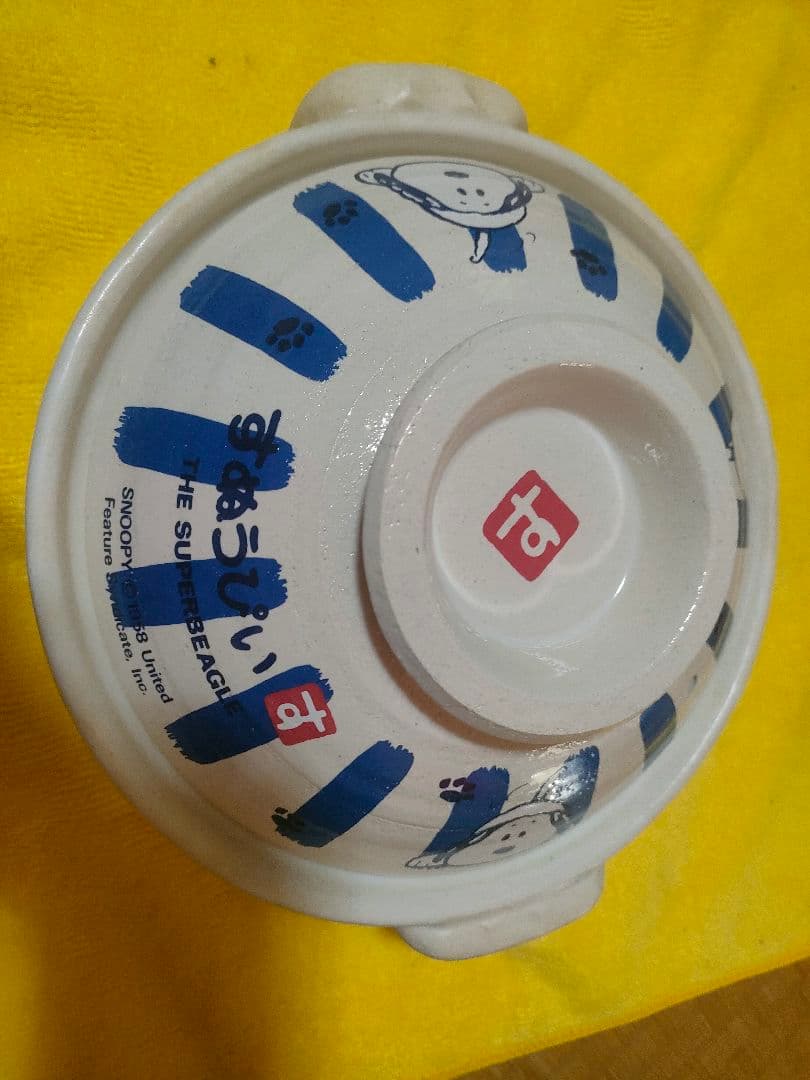 すぬうぴい
THE SUPERBEAGLE
SNOOPY ©1958 United
Feature Syndicate, Inc.
す
す